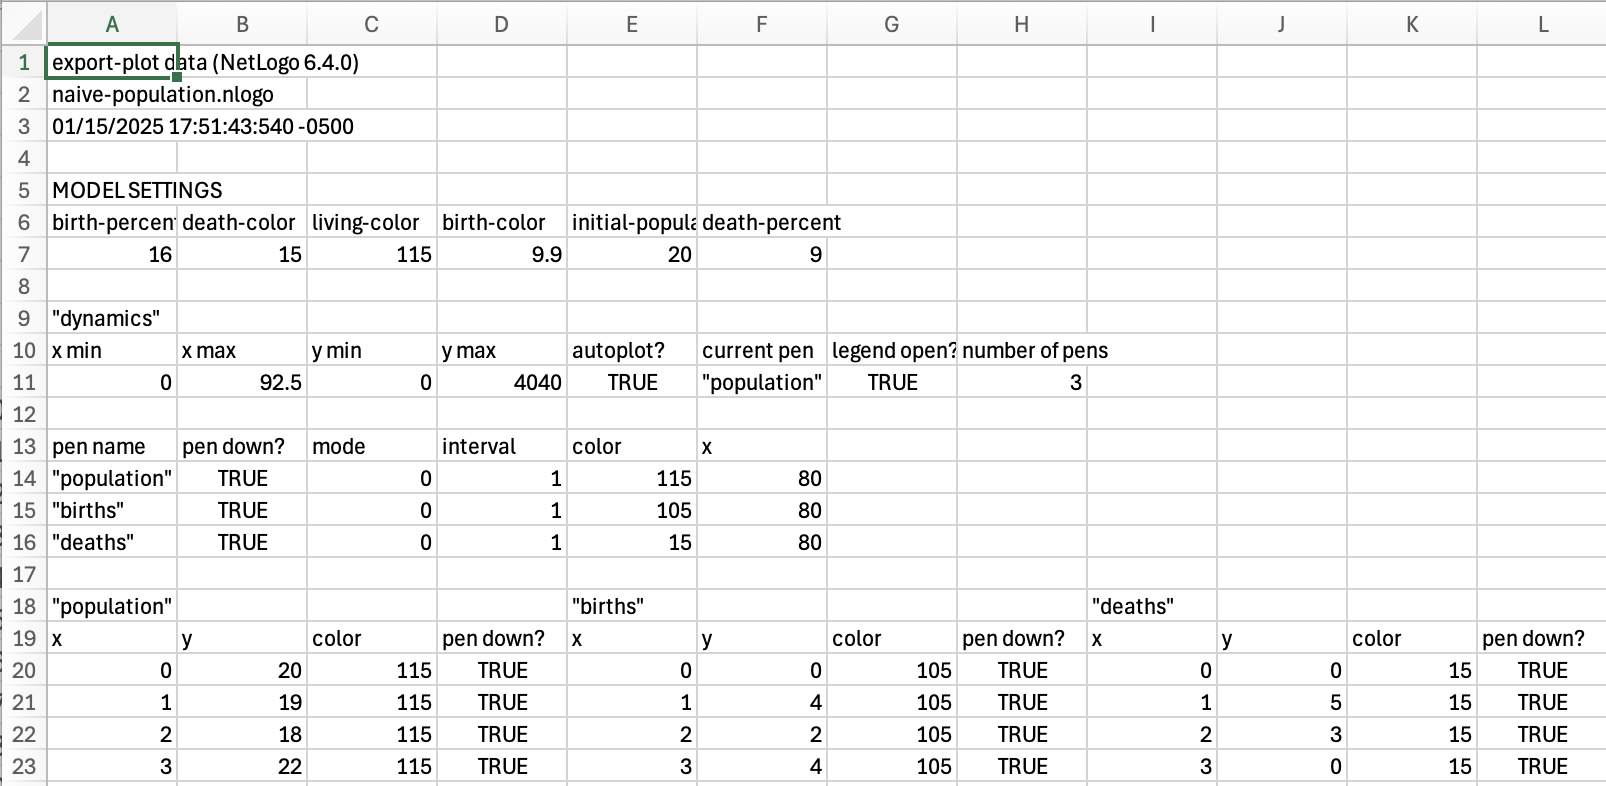 A B C D E F G H I J K L
1 export-plot data (NetLogo 6.4.0)
2 naive-population.nlogo
3 01/15/2025 17:51:43:540 -0500
4
5 MODEL SETTINGS
6 birth-percent death-color living-color birth-color initial-popula death-percent
7 16 15 115 9.9 20 9
8
9 "dynamics"
10 x min x max y min y max autoplot? current pen legend open? number of pens
11 0 92.5 0 4040 TRUE "population" TRUE 3
12
13 pen name pen down? mode interval color x
14 "population" TRUE 0 1 115 80
15 "births" TRUE 0 1 105 80
16 "deaths" TRUE 0 1 15 80
17
18 "population" "births" "deaths"
19 x y color pen down? x y color pen down? x y color pen down?
20 0 20 115 TRUE 0 0 105 TRUE 0 0 15 TRUE
21 1 19 115 TRUE 1 4 105 TRUE 1 5 15 TRUE
22 2 18 115 TRUE 2 2 105 TRUE 2 3 15 TRUE
23 3 22 115 TRUE 3 4 105 TRUE 3 0 15 TRUE